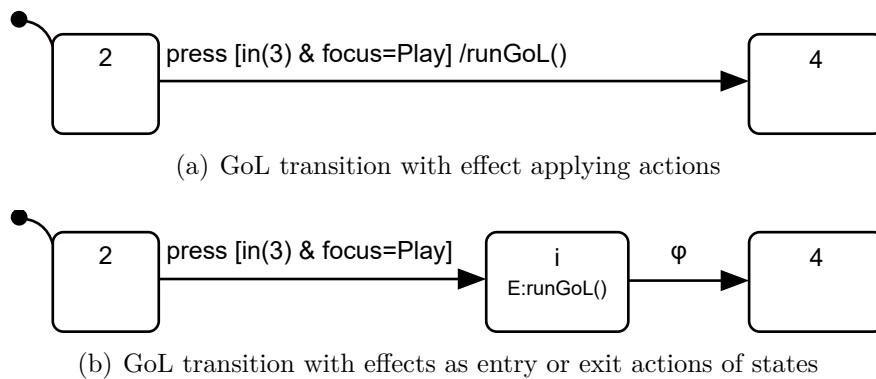 2 press [in(3) & focus=Play] /runGoL() 4
(a) GoL transition with effect applying actions
2 press [in(3) & focus=Play] i φ 4
E:runGoL()
(b) GoL transition with effects as entry or exit actions of states